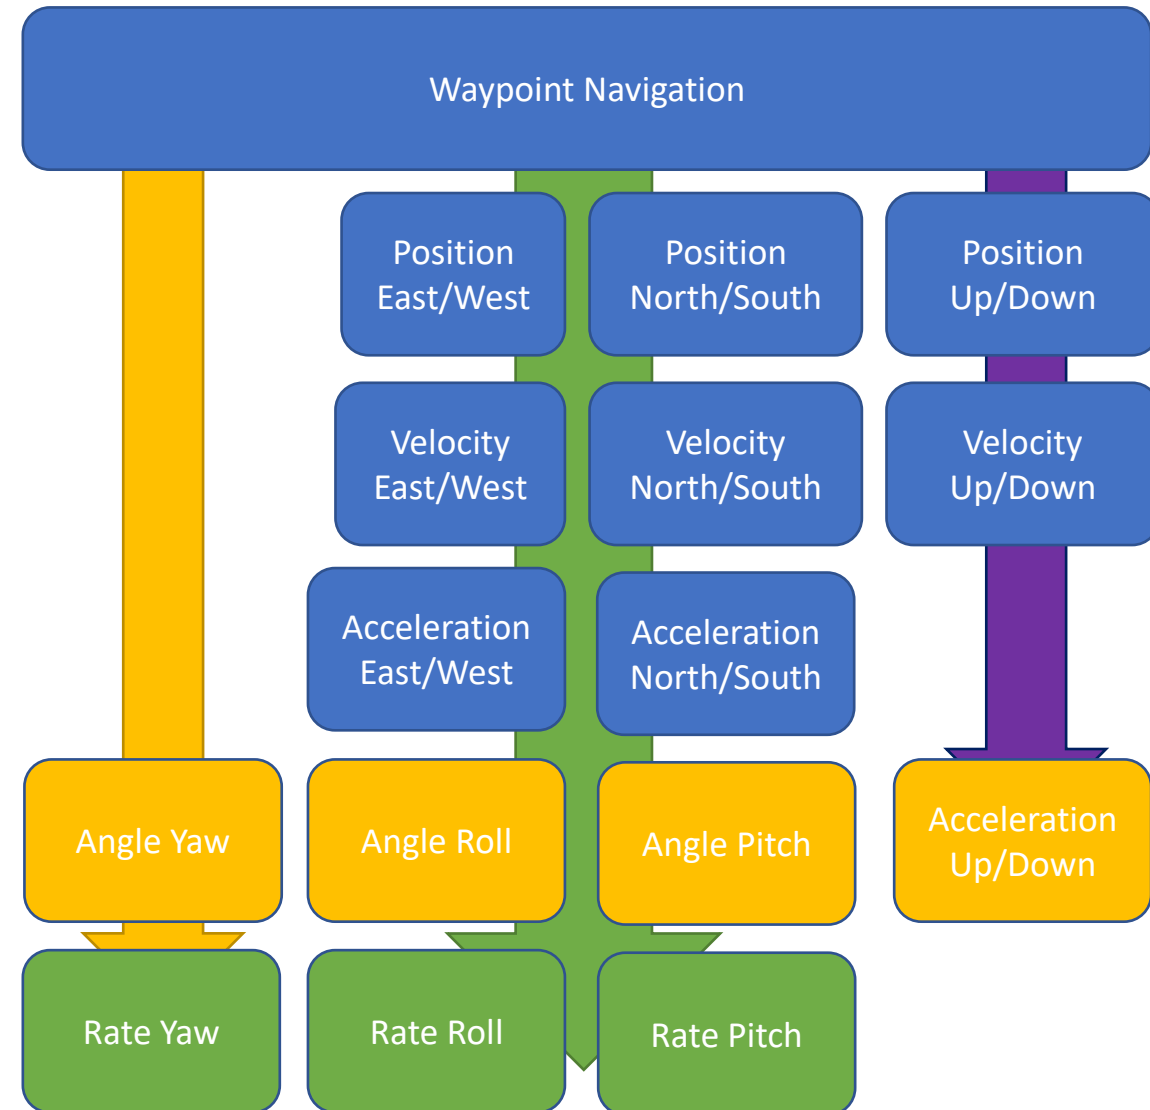 Waypoint Navigation
Position
East/West
Position
North/South
Position
Up/Down
Velocity
East/West
Velocity
North/South
Velocity
Up/Down
Acceleration
East/West
Acceleration
North/South
Angle Yaw
Angle Roll
Angle Pitch
Acceleration
Up/Down
Rate Yaw
Rate Roll
Rate Pitch